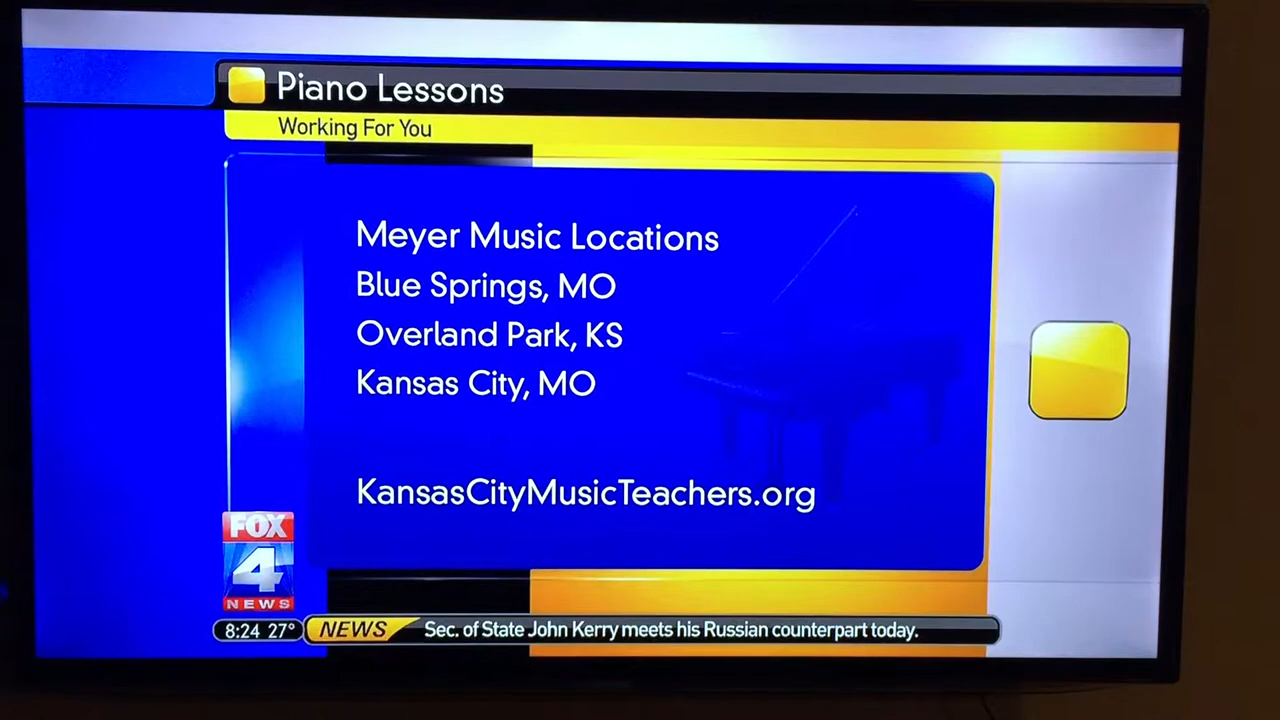 Piano Lessons
Working For You
Meyer Music Locations
Blue Springs, MO
Overland Park, KS
Kansas City, MO
KansasCityMusicTeachers.org
FOX
4
NEWS
8:24 27° NEWS Sec. of State John Kerry meets his Russian counterpart today.